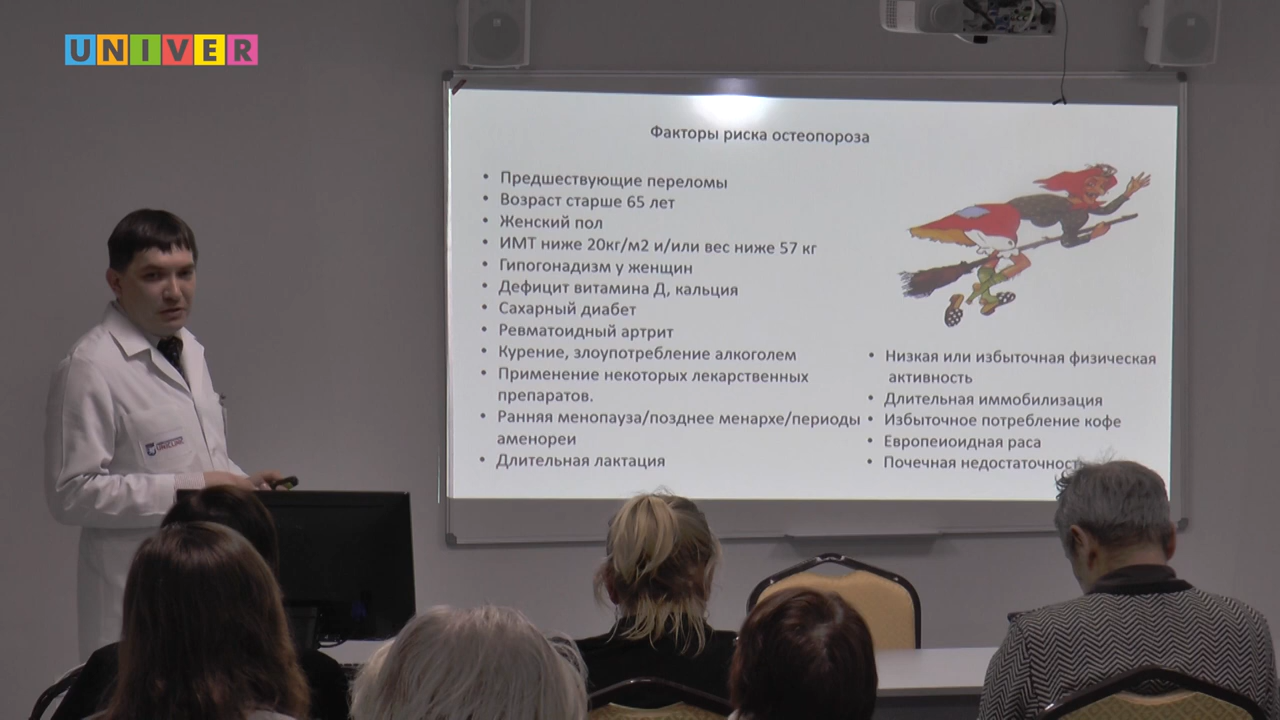 UNIVER
Факторы риска остеопороза
• Предшествующие переломы
• Возраст старше 65 лет
• Женский пол
• ИМТ ниже 20кг/м2 и/или вес ниже 57 кг
• Гипогонадизм у женщин
• Дефицит витамина Д, кальция
• Сахарный диабет
• Ревматоидный артрит
• Курение, злоупотребление алкоголем
• Применение некоторых лекарственных
препаратов.
• Ранняя менопауза/позднее менархе/периоды
аменореи
• Длительная лактация
• Низкая или избыточная физическая
активность
• Длительная иммобилизация
• Избыточное потребление кофе
• Европеиоидная раса
• Почечная недостаточност